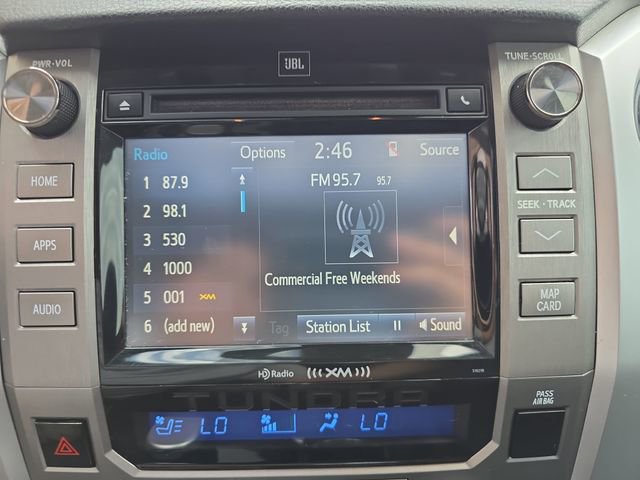 PWR•VOL
JBL
TUNE•SCROLL
Radio
Options
2:46
Source
HOME
1 87.9
FM 95.7 95.7
2 98.1
SEEK • TRACK
APPS
3 530
4 1000
Commercial Free Weekends
AUDIO
5 001 XM
MAP
CARD
6 (add new)
Tag
Station List
Sound
HD Radio
(((XM)))
TUNDRA
PASS
AIR BAG
LO
LO